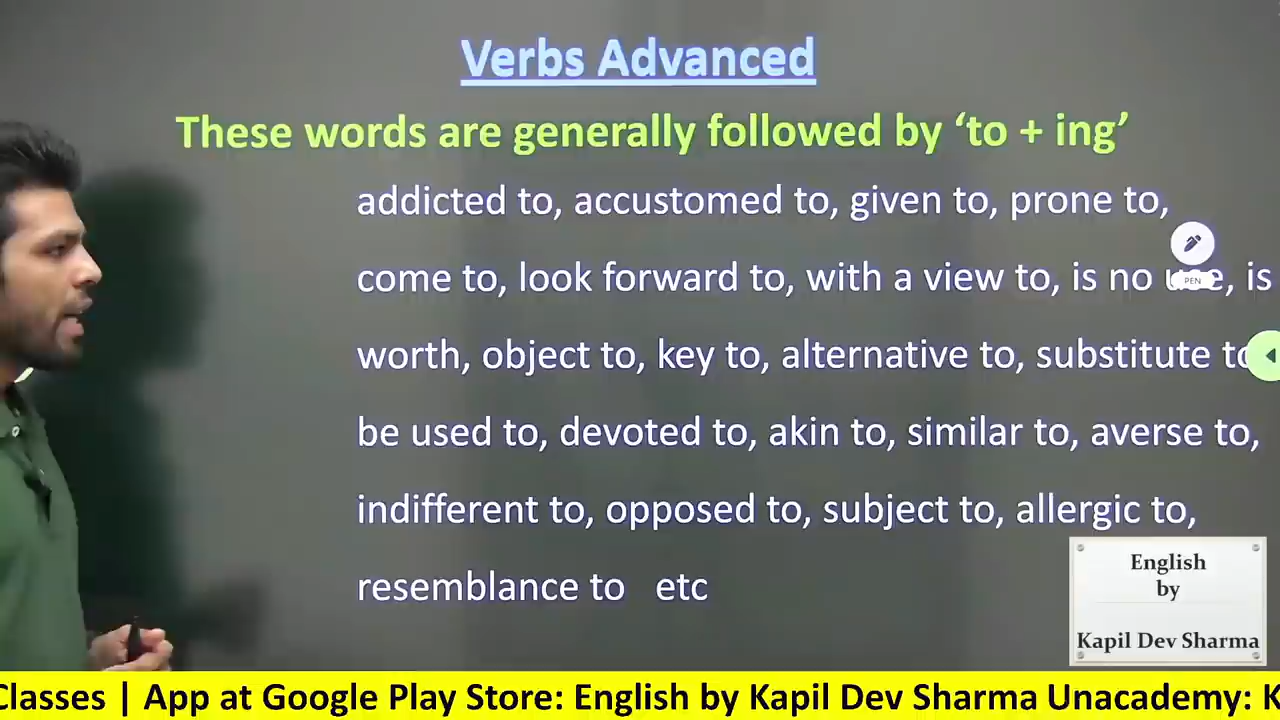 Verbs Advanced
These words are generally followed by ‘to + ing’
addicted to, accustomed to, given to, prone to,
come to, look forward to, with a view to, is no use, is
PEN
worth, object to, key to, alternative to, substitute to
be used to, devoted to, akin to, similar to, averse to,
indifferent to, opposed to, subject to, allergic to,
resemblance to etc
English
by
Kapil Dev Sharma
Classes | App at Google Play Store: English by Kapil Dev Sharma Unacademy: K